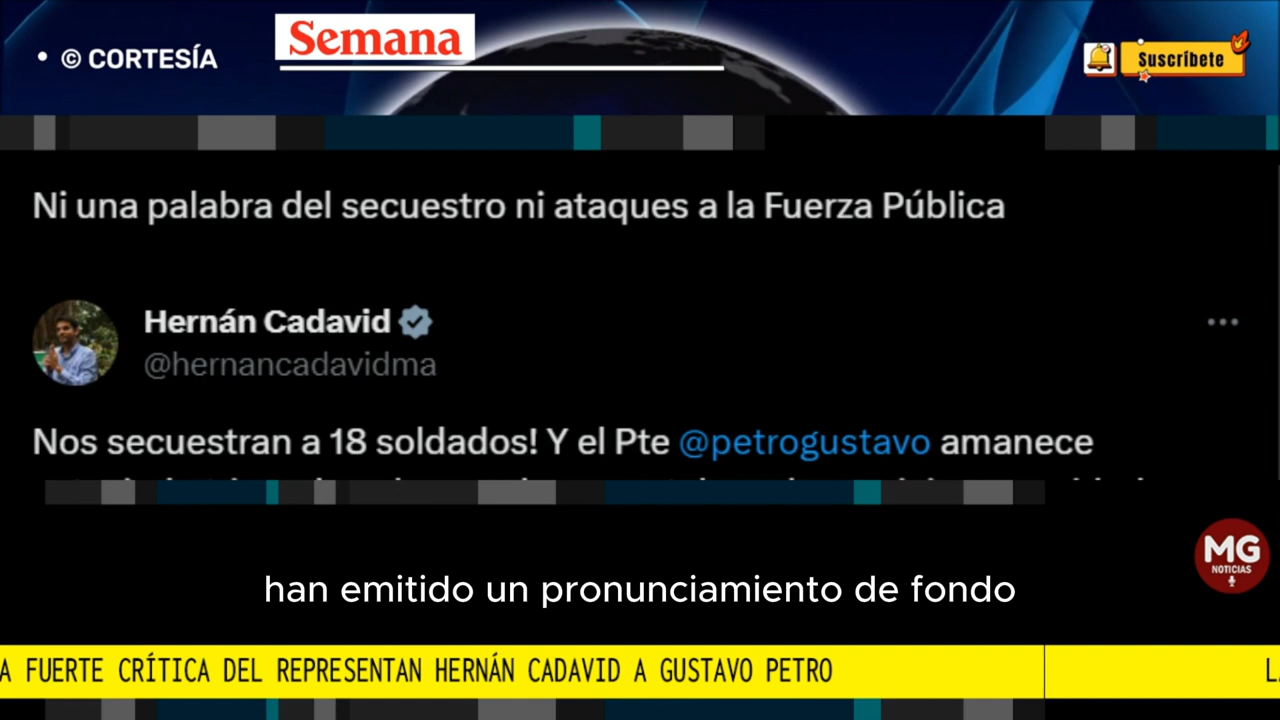 • © CORTESÍA
Semana
Suscríbete
Ni una palabra del secuestro ni ataques a la Fuerza Pública
Hernán Cadavid
@hernancadavidma
Nos secuestran a 18 soldados! Y el Pte @petrogustavo amanece
han emitido un pronunciamiento de fondo
MG
NOTICIAS
A FUERTE CRÍTICA DEL REPRESENTAN HERNÁN CADAVID A GUSTAVO PETRO